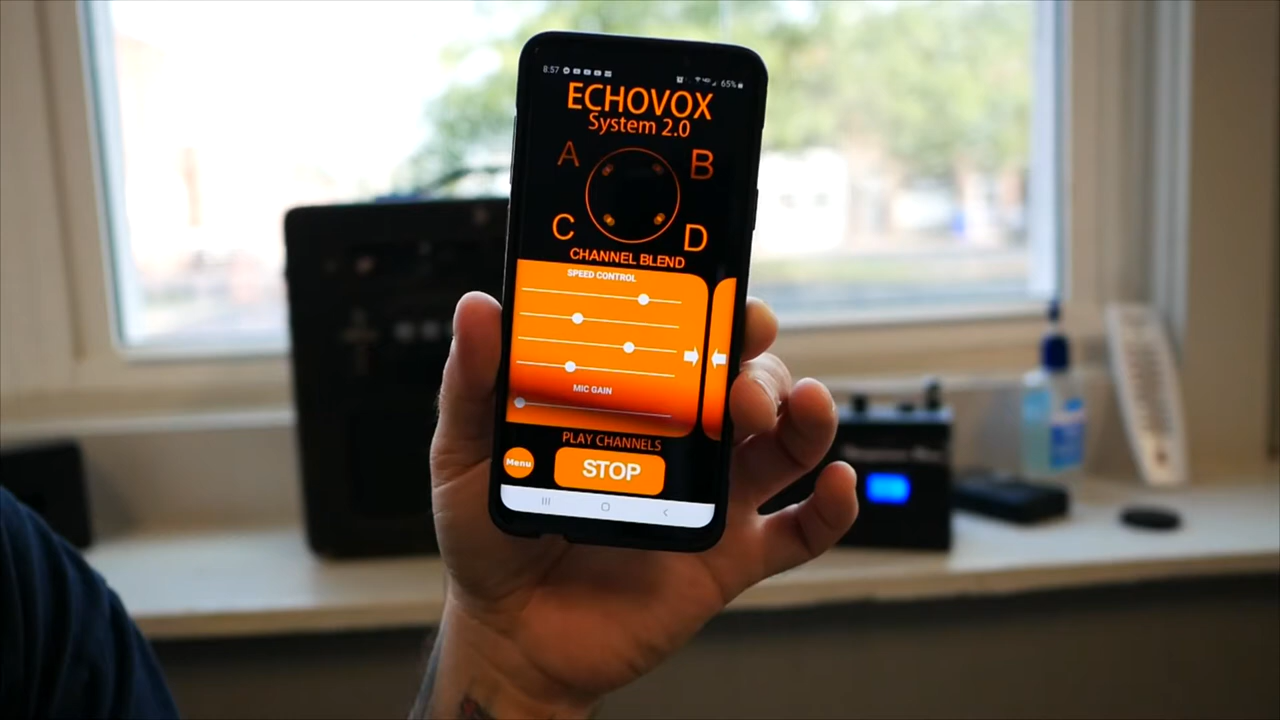 8:57 65%
ECHOVOX
System 2.0
A B
C D
CHANNEL BLEND
SPEED CONTROL
MIC GAIN
PLAY CHANNELS
Menu
STOP